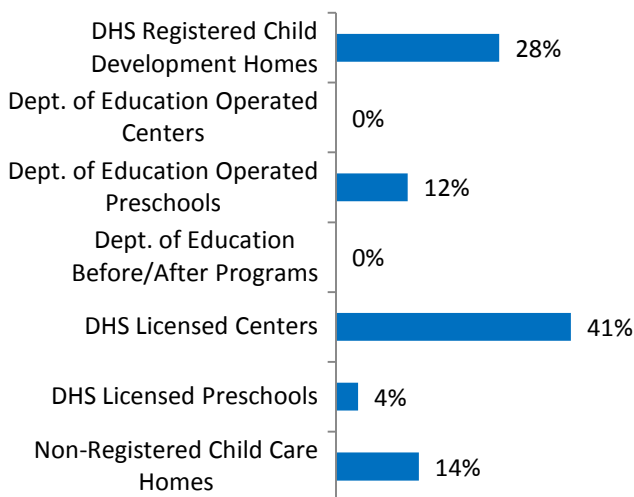 DHS Registered Child
Development Homes
28%
Dept. of Education Operated
Centers
0%
Dept. of Education Operated
Preschools
12%
Dept. of Education
Before/After Programs
0%
DHS Licensed Centers
41%
DHS Licensed Preschools
4%
Non-Registered Child Care
Homes
14%